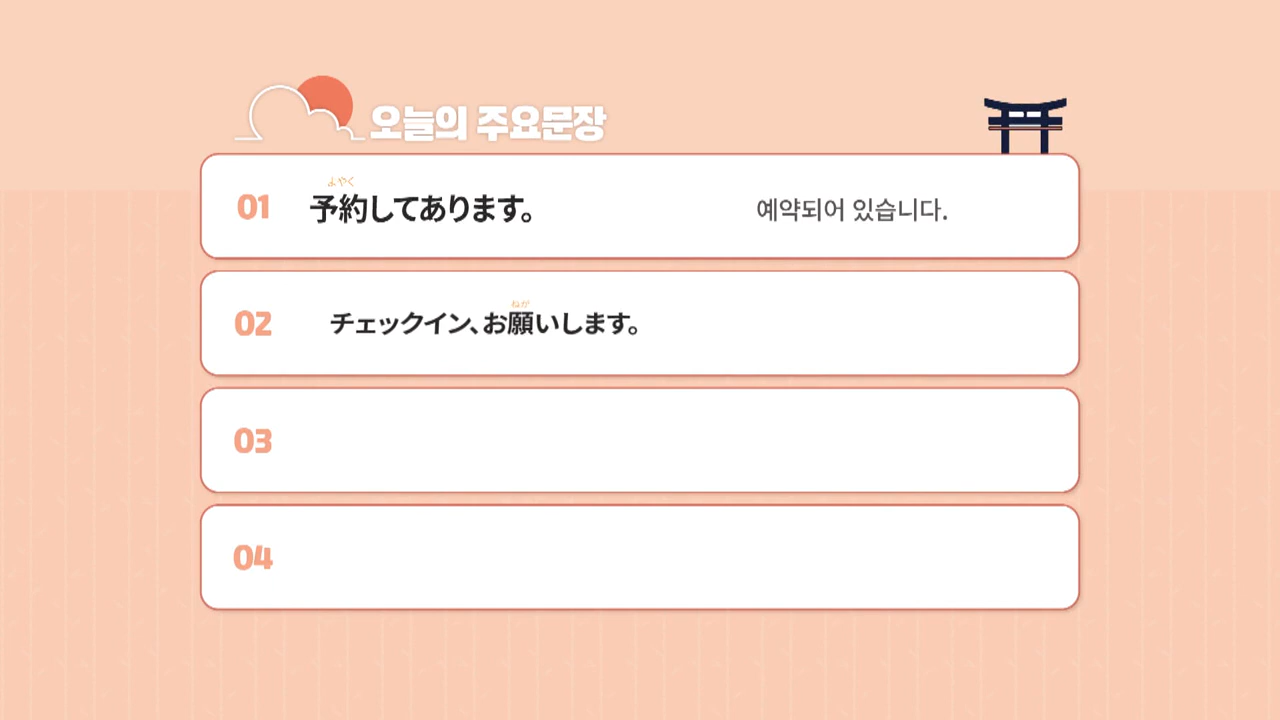 오늘의 주요문장
01
よやく
予約してあります。
예약되어 있습니다.
02
ねが
チェックイン、お願いします。
03
04